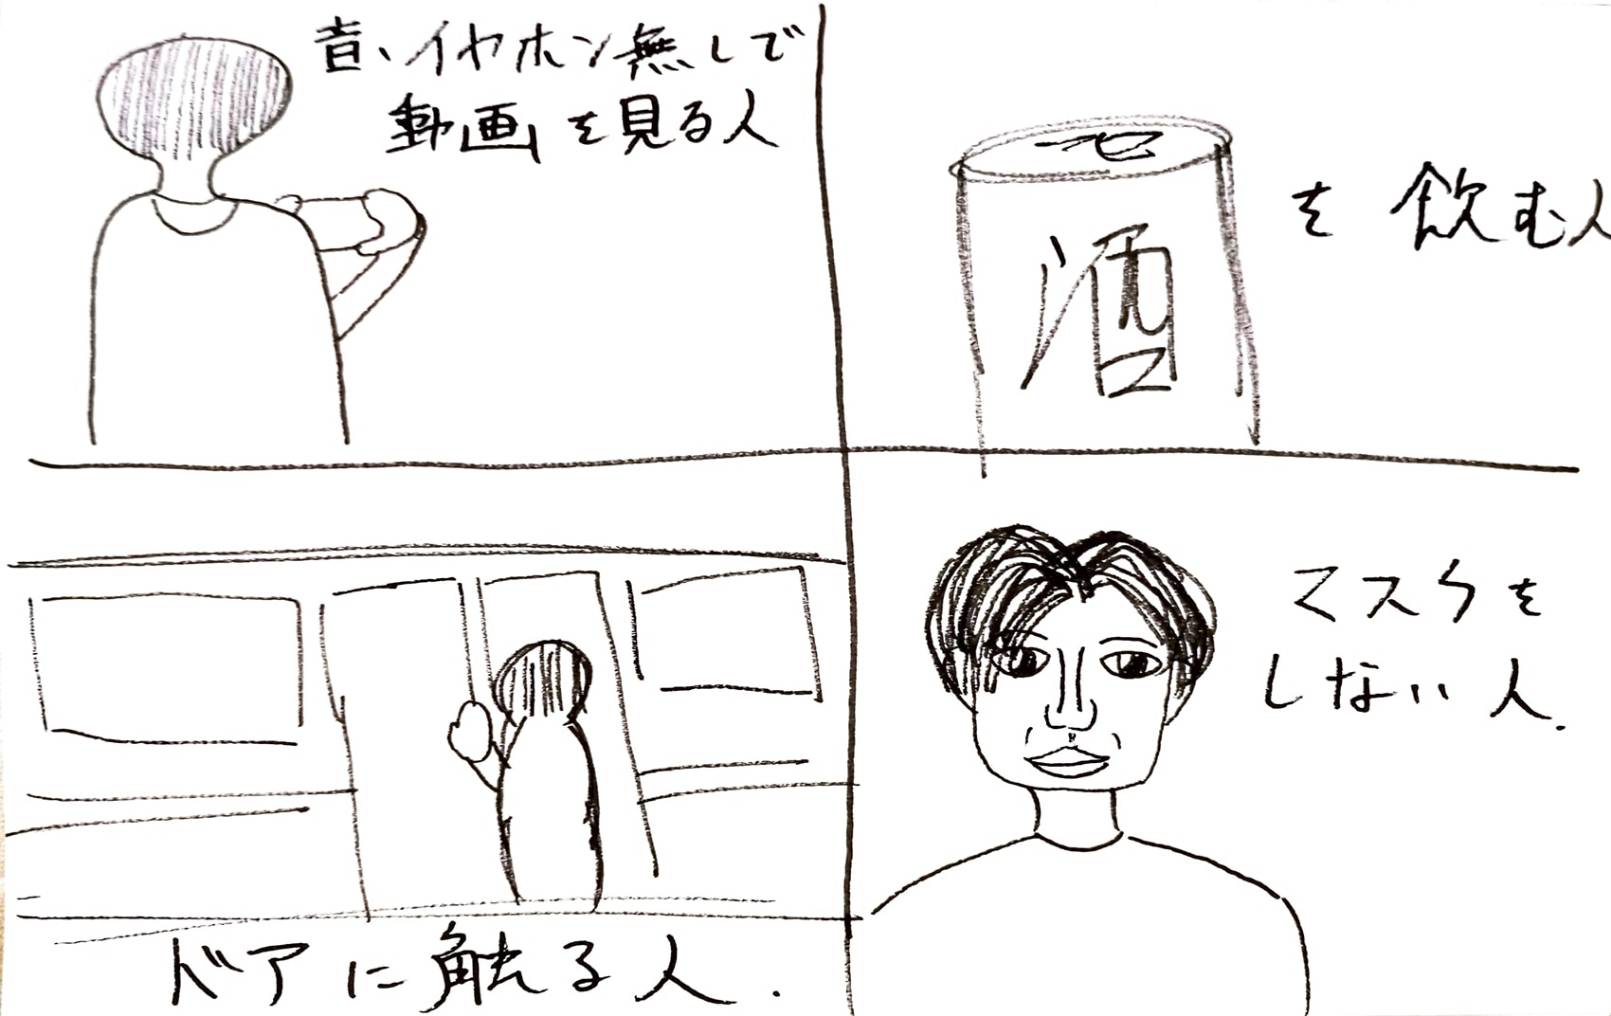 音、イヤホン無しで
動画を見る人
酒
を飲む人
ドアに触る人.
マスクを
しない人.